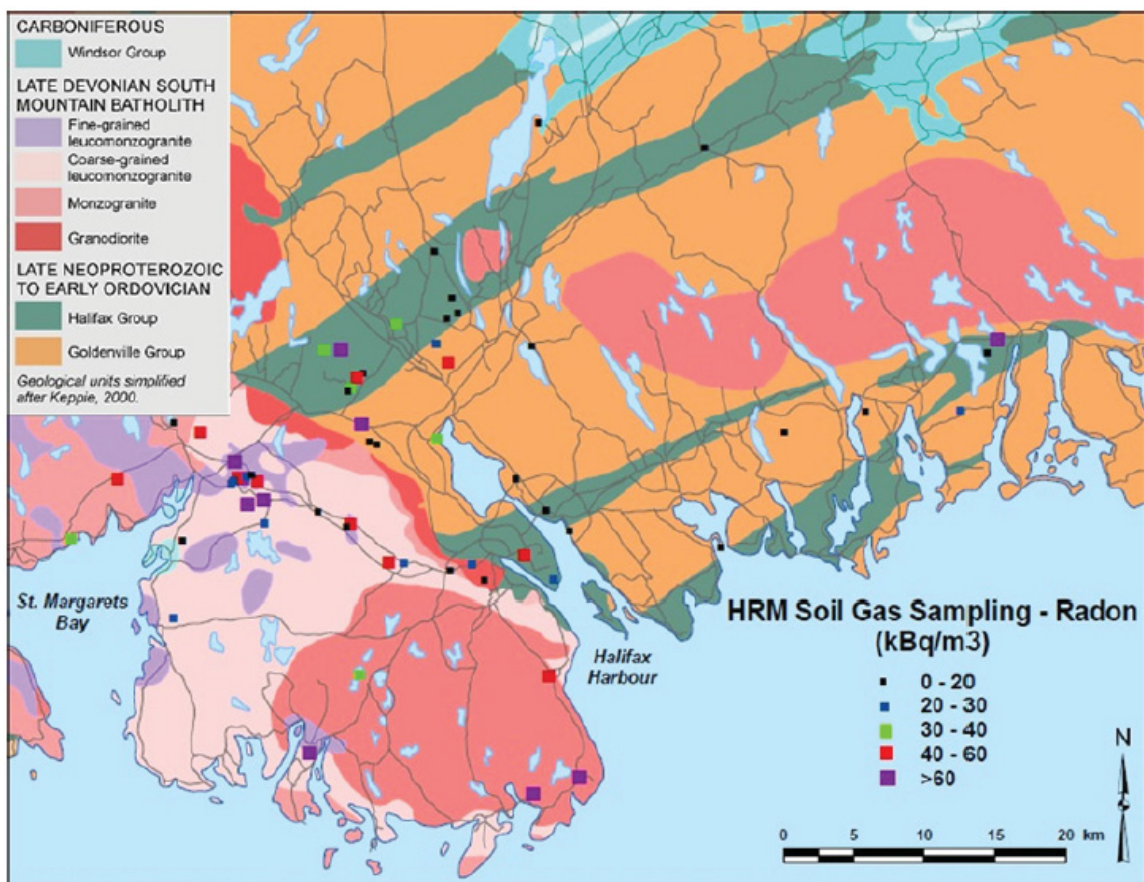 CARBONIFEROUS
Windsor Group
LATE DEVONIAN SOUTH
MOUNTAIN BATHOLITH
Fine-grained
leucomonzogranite
Coarse-grained
leucomonzogranite
Monzogranite
Granodiorite
LATE NEOPROTEROZOIC
TO EARLY ORDOVICIAN
Halifax Group
Goldenville Group
Geological units simplified
after Keppie, 2000.
St. Margarets
Bay
Halifax
Harbour
HRM Soil Gas Sampling - Radon
(kBq/m3)
0 - 20
20 - 30
30 - 40
40 - 60
>60
N
0 5 10 15 20 km